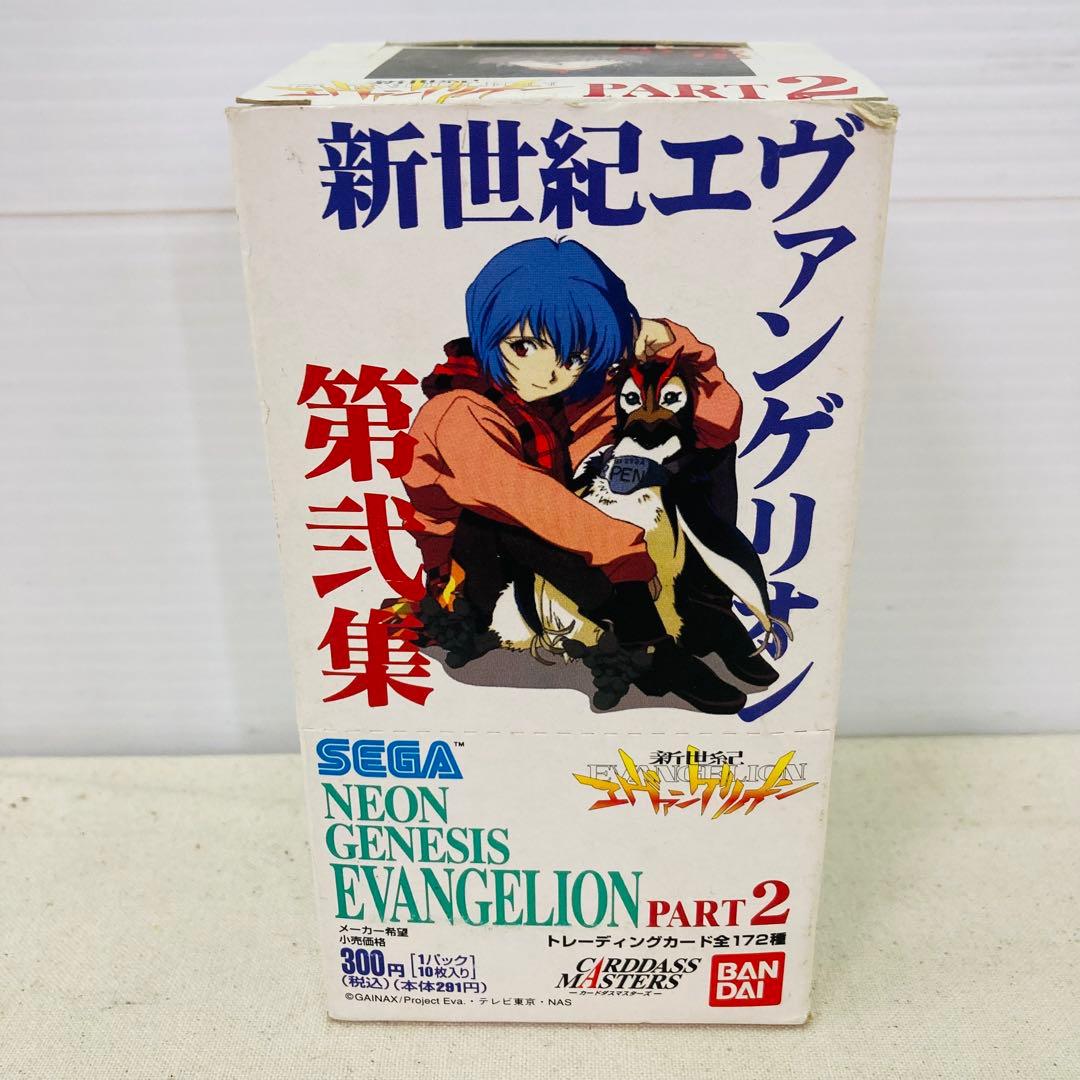 PART 2
新世紀エヴァンゲリオン
第弐集
PEN
SEGA™
新世紀
EVANGELION
エヴァンゲリオン
NEON
GENESIS
EVANGELION PART 2
トレーディングカード全172種
メーカー希望
小売価格
300円 [1パック 10枚入り]
(税込)(本体291円)
CARDDASS
MASTERS
ーカードダスマスターズー
BAN
DAI
©GAINAX/Project Eva.・テレビ東京・NAS